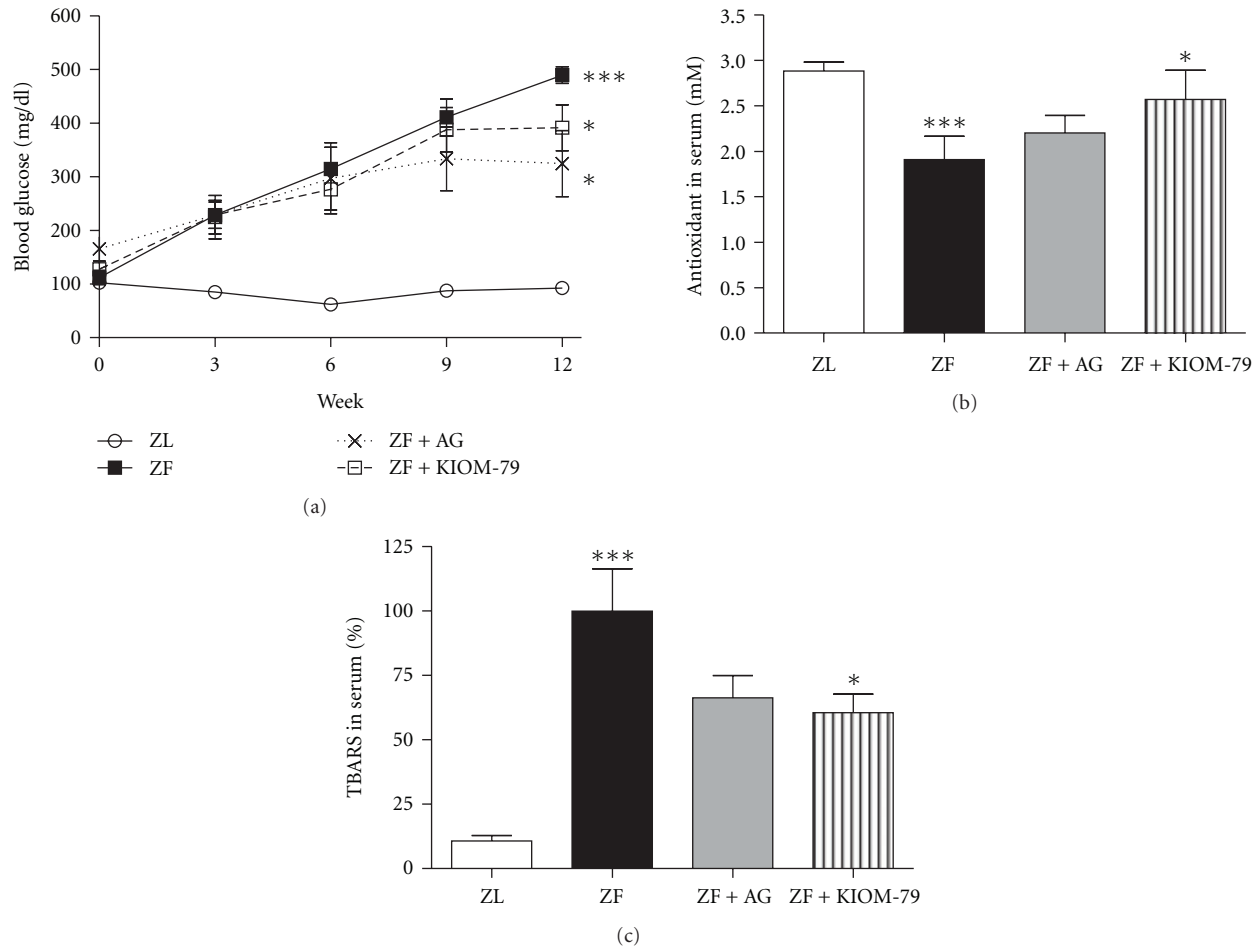 600
500
400
300
200
100
0
Blood glucose (mg/dl)
0 3 6 9 12
Week
∗∗∗
∗
∗
ZL
ZF
ZF + AG
ZF + KIOM-79
(a)
3.5
3.0
2.5
2.0
1.5
1.0
0.5
0.0
Antioxidant in serum (mM)
∗∗∗
∗
ZL ZF ZF + AG ZF + KIOM-79
(b)
125
100
75
50
25
0
TBARS in serum (%)
∗∗∗
∗
ZL ZF ZF + AG ZF + KIOM-79
(c)